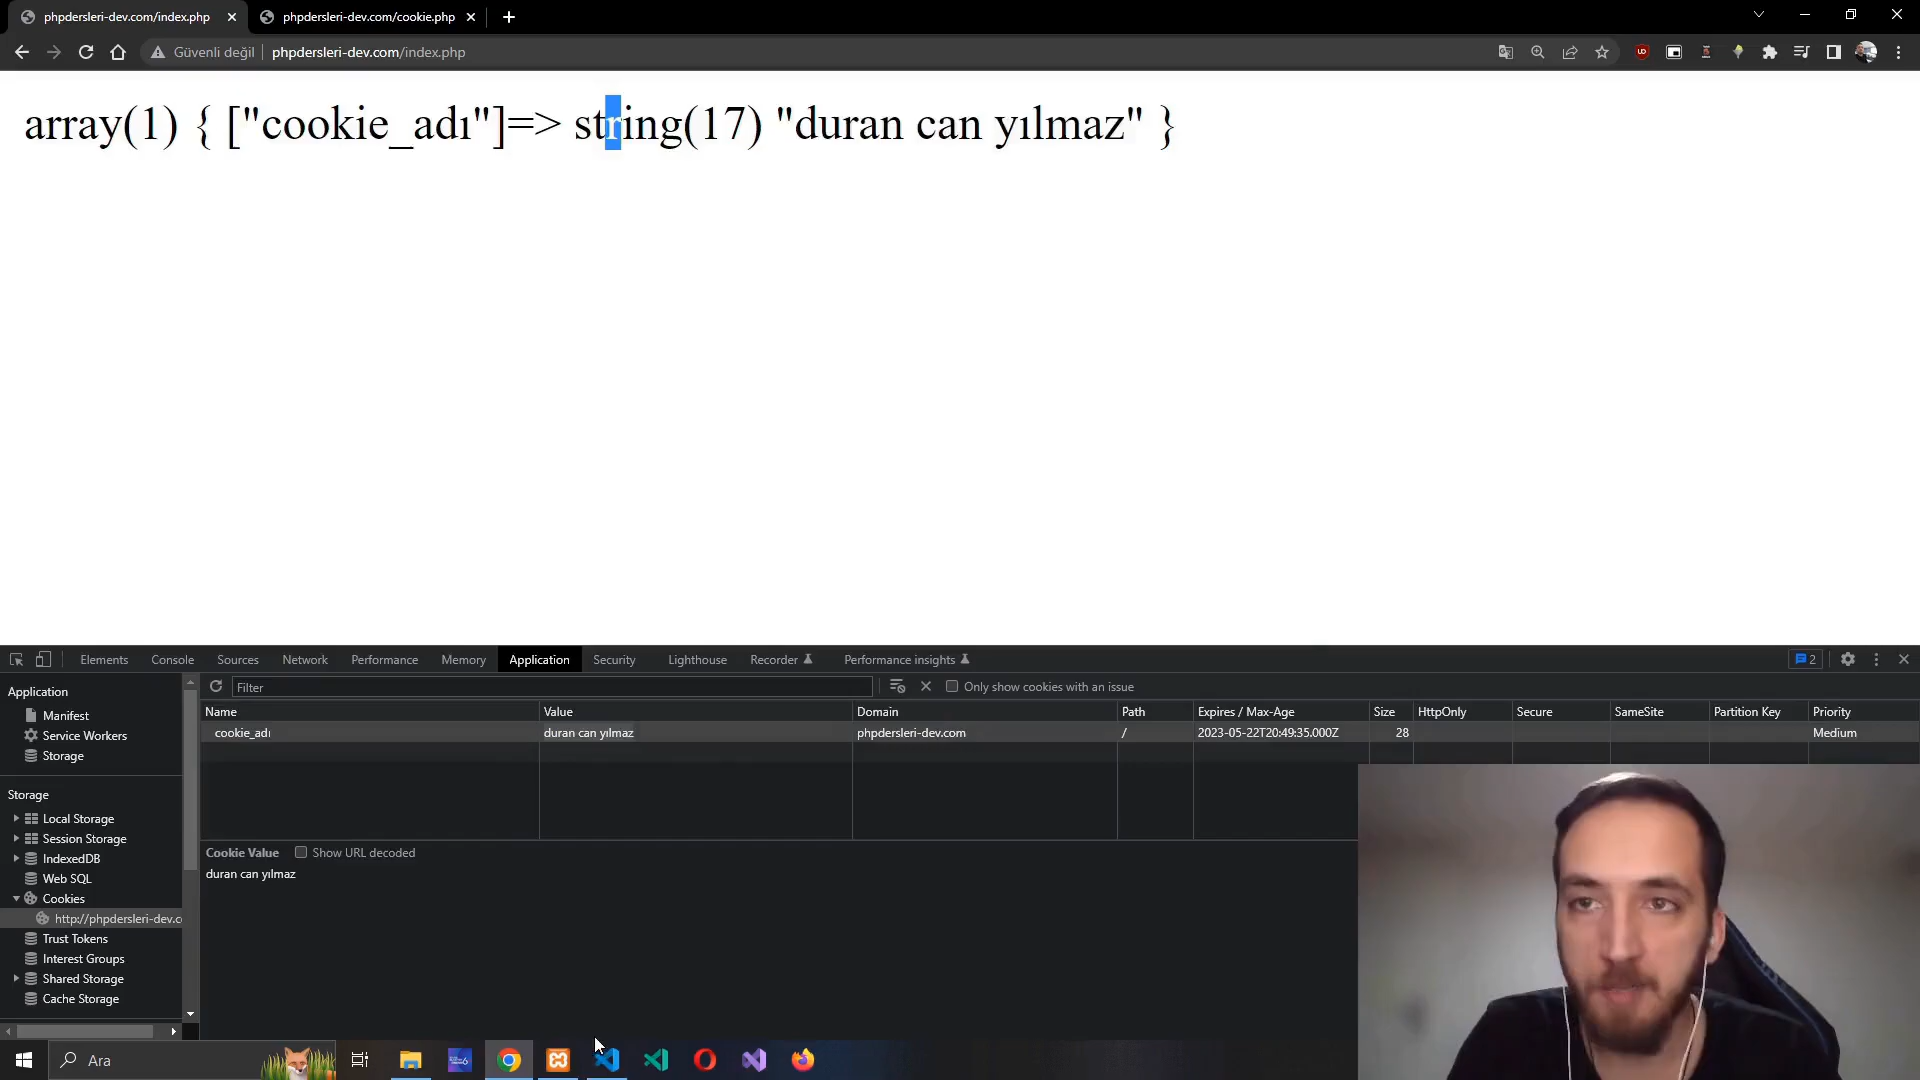 phpdersleri-dev.com/index.php
phpdersleri-dev.com/cookie.php
Güvenli değil
phpdersleri-dev.com/index.php
array(1) { ["cookie_adı"]=> string(17) "duran can yılmaz" }
Elements Console Sources Network Performance Memory Application Security Lighthouse Recorder Performance insights 2
Application
Manifest
Service Workers
Storage
Storage
Local Storage
Session Storage
IndexedDB
Web SQL
Cookies
http://phpdersleri-dev.c
Trust Tokens
Interest Groups
Shared Storage
Cache Storage
Filter
Only show cookies with an issue
Name Value Domain Path Expires / Max-Age Size HttpOnly Secure SameSite Partition Key Priority
cookie_adı duran can yılmaz phpdersleri-dev.com / 2023-05-22T20:49:35.000Z 28 Medium
Cookie Value Show URL decoded
duran can yılmaz
Ara